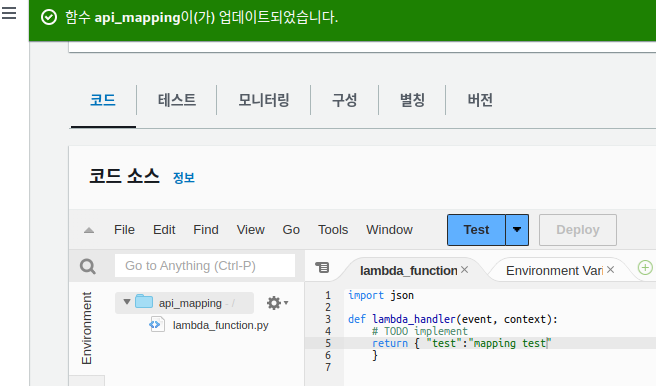 함수 api_mapping이(가) 업데이트되었습니다.
코드 테스트 모니터링 구성 별칭 버전
코드 소스 정보
File Edit Find View Go Tools Window Test Deploy
Go to Anything (Ctrl-P)
lambda_function Environment Vari
Environment
api_mapping - /
lambda_function.py
1 import json
2
3 def lambda_handler(event, context):
4 # TODO implement
5 return { "test":"mapping test"
6 }
7